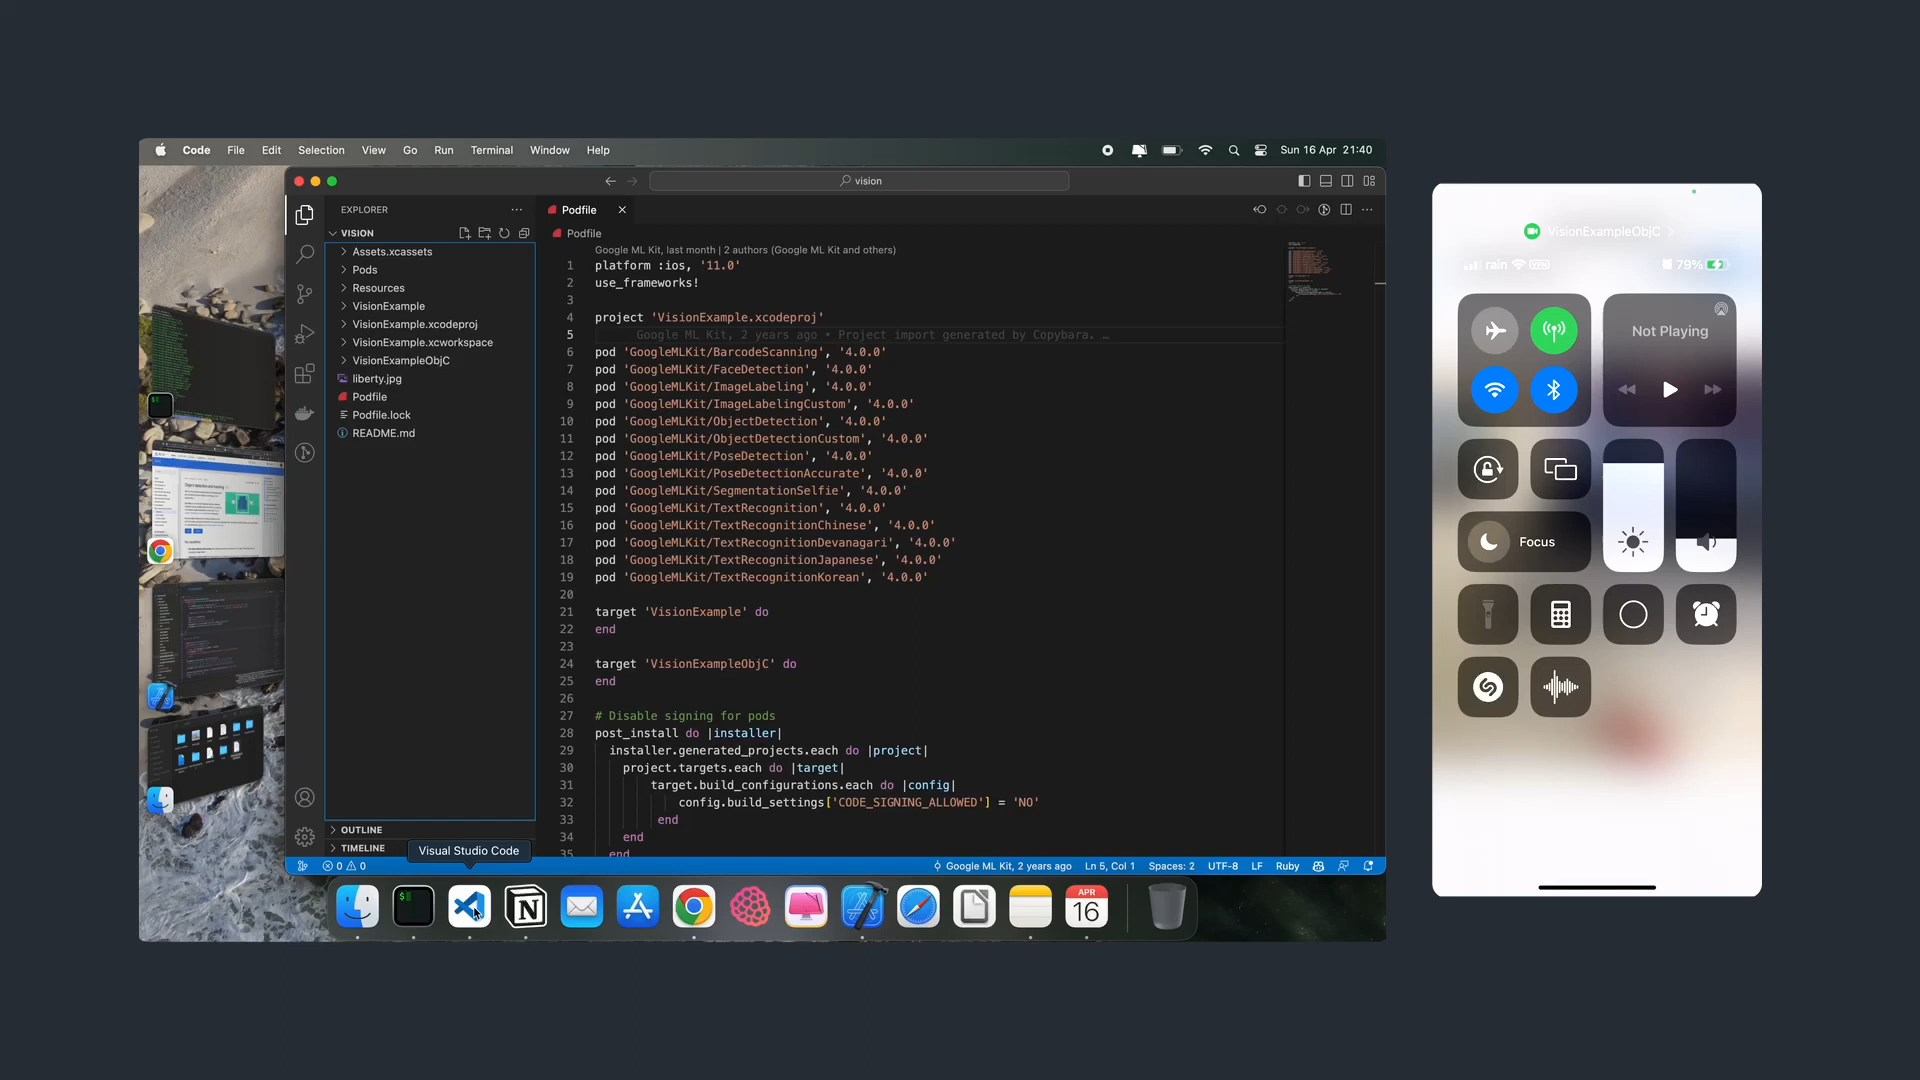 Code File Edit Selection View Go Run Terminal Window Help
Sun 16 Apr 21:40
vision
EXPLORER
VISION
Assets.xcassets
Pods
Resources
VisionExample
VisionExample.xcodeproj
VisionExample.xcworkspace
VisionExampleObjC
liberty.jpg
Podfile
Podfile.lock
README.md
OUTLINE
TIMELINE
Podfile
Podfile
Google ML Kit, last month | 2 authors (Google ML Kit and others)
1 platform :ios, '11.0'
2 use_frameworks!
3
4 project 'VisionExample.xcodeproj'
5 Google ML Kit, 2 years ago • Project import generated by Copybara. …
6 pod 'GoogleMLKit/BarcodeScanning', '4.0.0'
7 pod 'GoogleMLKit/FaceDetection', '4.0.0'
8 pod 'GoogleMLKit/ImageLabeling', '4.0.0'
9 pod 'GoogleMLKit/ImageLabelingCustom', '4.0.0'
10 pod 'GoogleMLKit/ObjectDetection', '4.0.0'
11 pod 'GoogleMLKit/ObjectDetectionCustom', '4.0.0'
12 pod 'GoogleMLKit/PoseDetection', '4.0.0'
13 pod 'GoogleMLKit/PoseDetectionAccurate', '4.0.0'
14 pod 'GoogleMLKit/SegmentationSelfie', '4.0.0'
15 pod 'GoogleMLKit/TextRecognition', '4.0.0'
16 pod 'GoogleMLKit/TextRecognitionChinese', '4.0.0'
17 pod 'GoogleMLKit/TextRecognitionDevanagari', '4.0.0'
18 pod 'GoogleMLKit/TextRecognitionJapanese', '4.0.0'
19 pod 'GoogleMLKit/TextRecognitionKorean', '4.0.0'
20
21 target 'VisionExample' do
22 end
23
24 target 'VisionExampleObjC' do
25 end
26
27 # Disable signing for pods
28 post_install do |installer|
29 installer.generated_projects.each do |project|
30 project.targets.each do |target|
31 target.build_configurations.each do |config|
32 config.build_settings['CODE_SIGNING_ALLOWED'] = 'NO'
33 end
34 end
35 end
Visual Studio Code
0 0
Google ML Kit, 2 years ago Ln 5, Col 1 Spaces: 2 UTF-8 LF Ruby
APR
16
VisionExampleObjC
rain VPN 79%
Not Playing
Focus